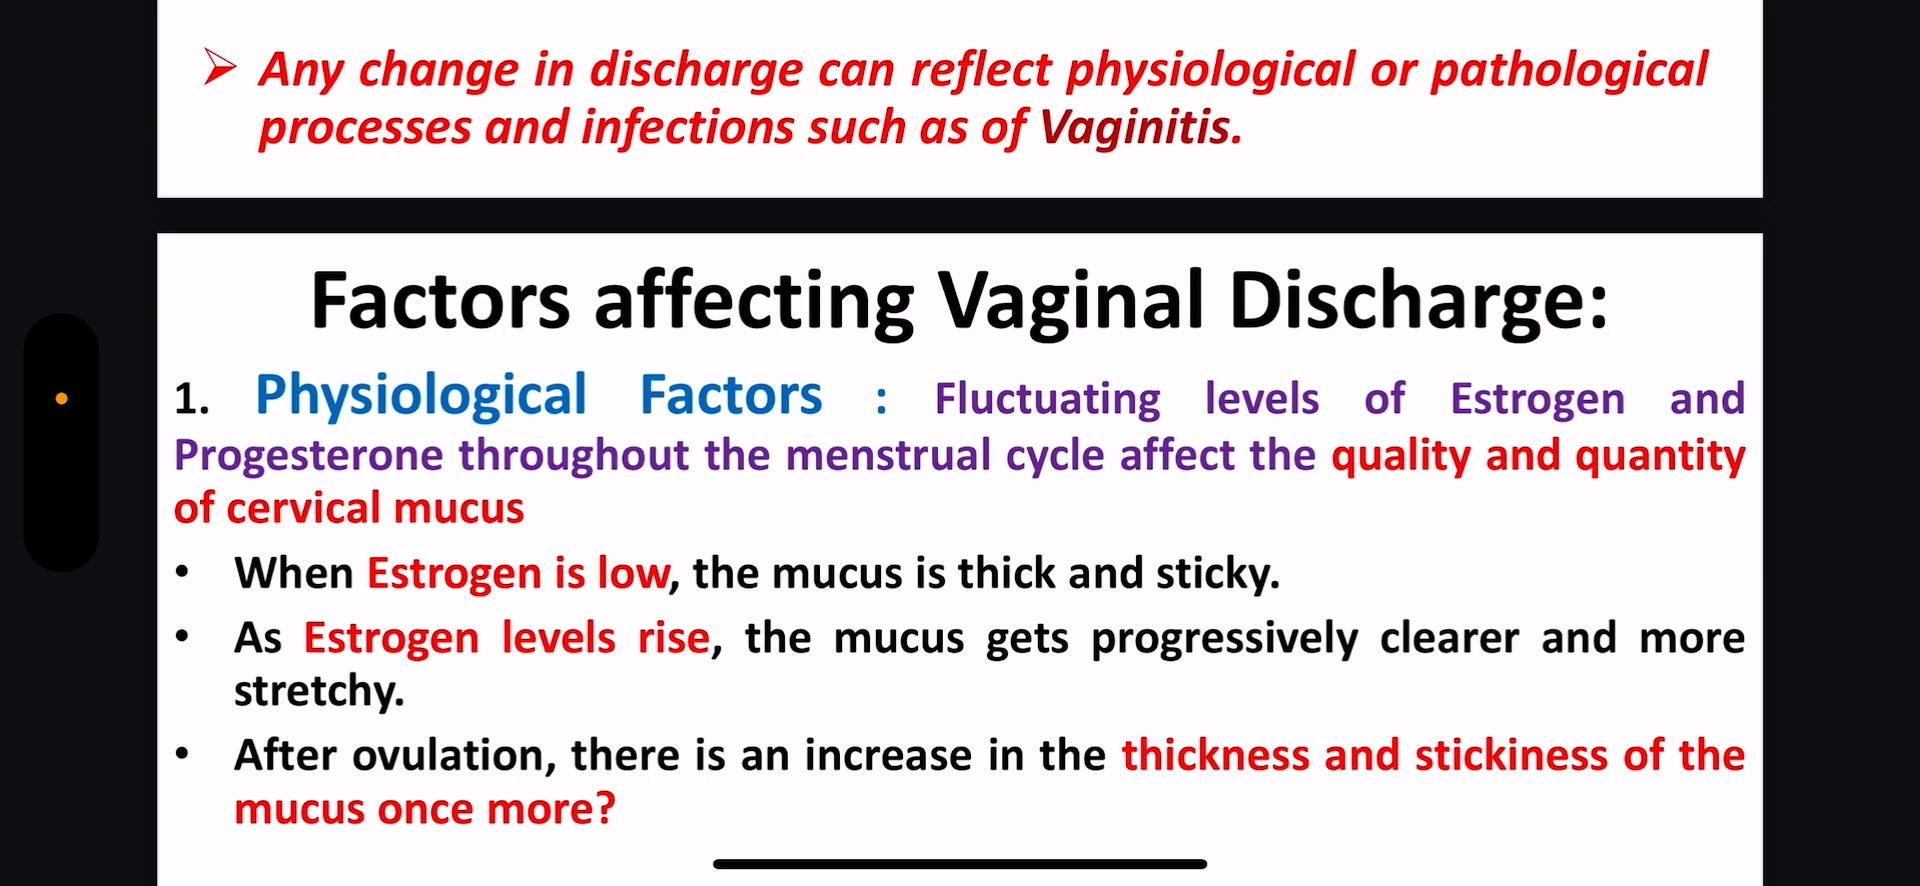 ➢ Any change in discharge can reflect physiological or pathological
processes and infections such as of Vaginitis.
Factors affecting Vaginal Discharge:
1. Physiological Factors : Fluctuating levels of Estrogen and
Progesterone throughout the menstrual cycle affect the quality and quantity
of cervical mucus
• When Estrogen is low, the mucus is thick and sticky.
• As Estrogen levels rise, the mucus gets progressively clearer and more
stretchy.
• After ovulation, there is an increase in the thickness and stickiness of the
mucus once more?